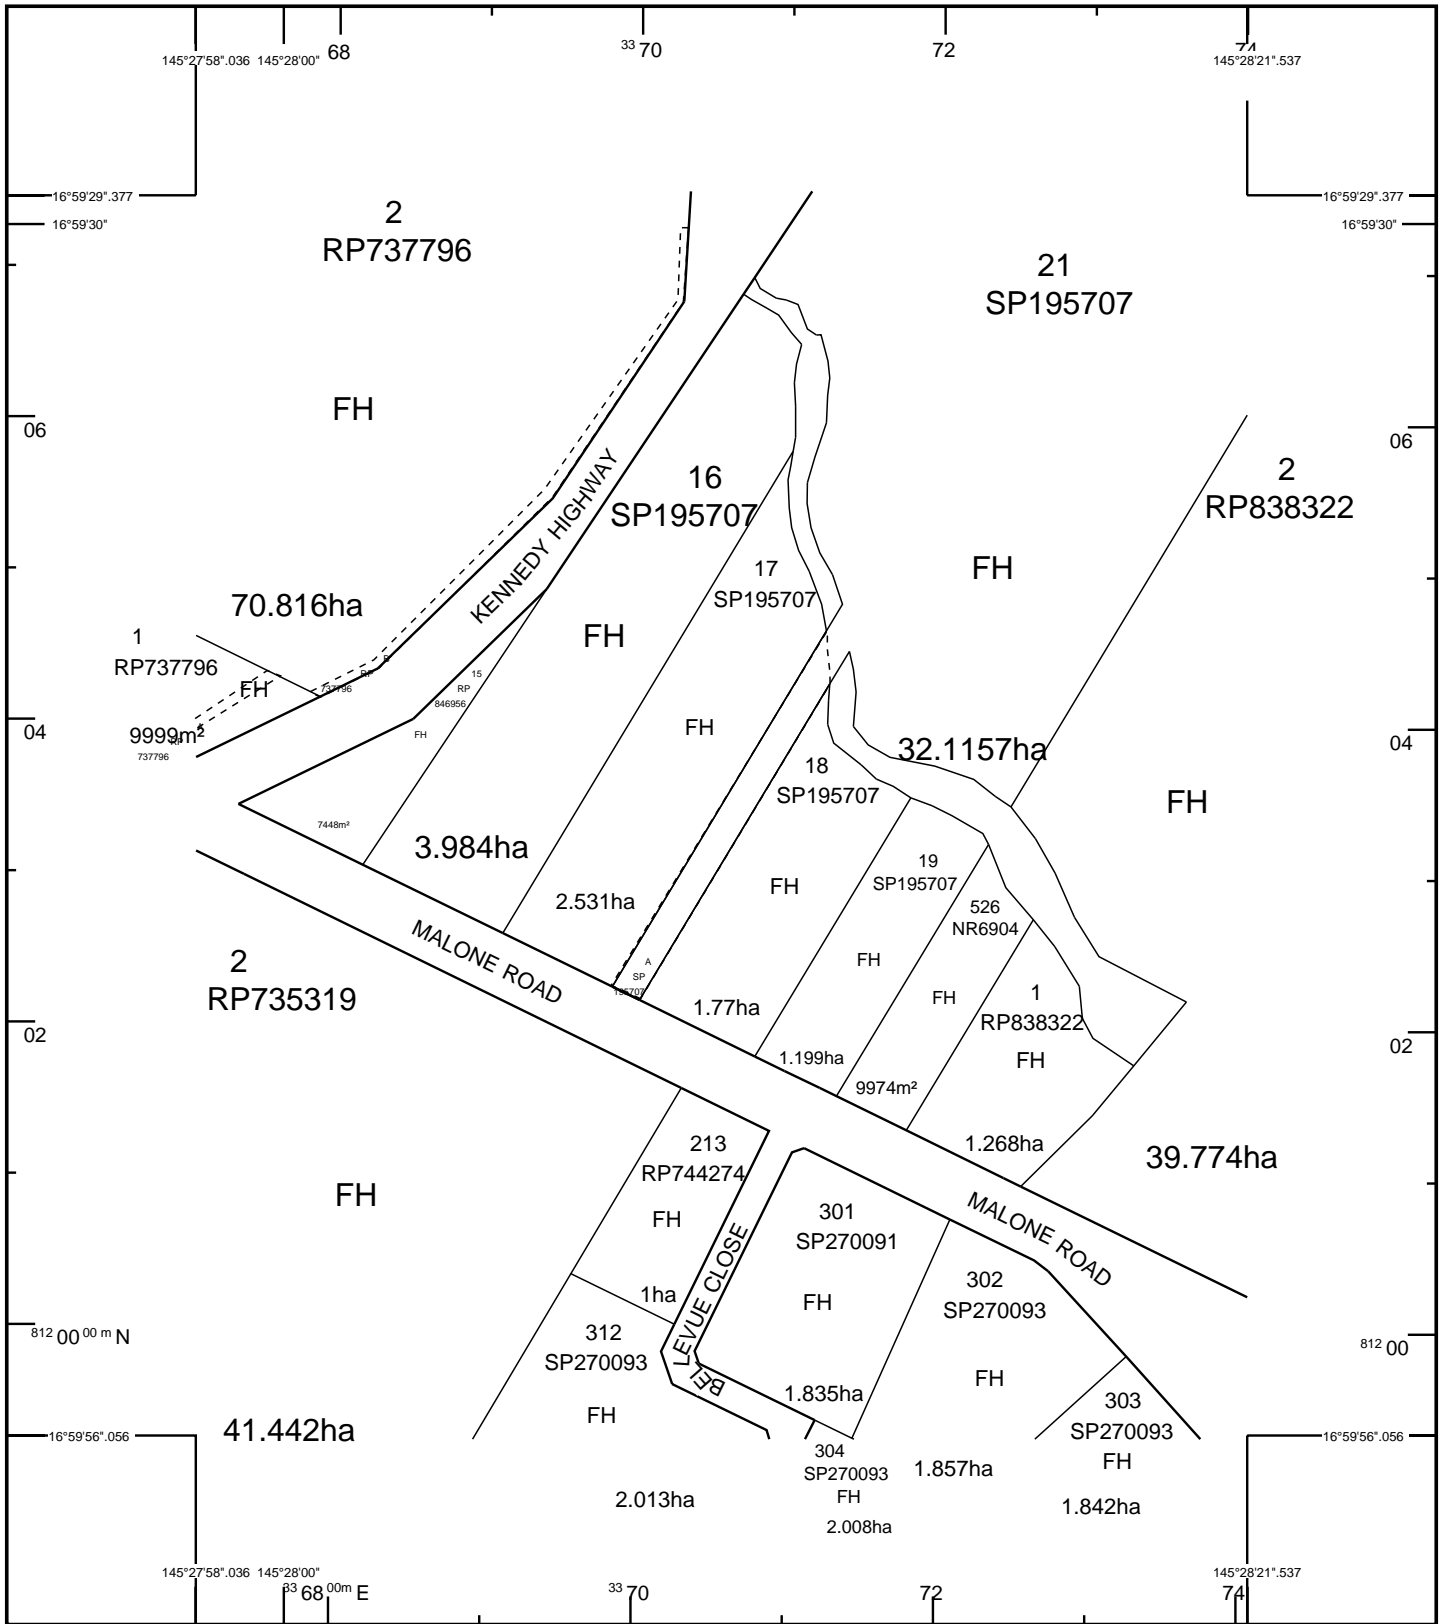 68
33 70
72
74
145°27'58".036 145°28'00"
145°28'21".537
16°59'29".377
16°59'29".377
16°59'30"
16°59'30"
2
RP737796
21
SP195707
FH
06
06
2
RP838322
KENNEDY HIGHWAY
16
SP195707
17
SP195707
FH
70.816ha
FH
1
RP737796
FH
B
RP
737796
15
RP
846956
FH
9999m²
RP
737796
04
04
FH
32.1157ha
18
SP195707
FH
7448m²
3.984ha
19
SP195707
FH
2.531ha
526
NR6904
MALONE ROAD
2
RP735319
A
SP
195707
FH
FH
1
RP838322
1.77ha
02
02
FH
1.199ha
9974m²
1.268ha
39.774ha
213
RP744274
FH
FH
301
SP270091
MALONE ROAD
BELLEVUE CLOSE
302
SP270093
1ha
FH
812 00 00 m N
812 00
312
SP270093
FH
1.835ha
FH
303
SP270093
41.442ha
16°59'56".056
16°59'56".056
304
SP270093
FH
1.857ha
FH
2.013ha
2.008ha
1.842ha
145°27'58".036 145°28'00"
145°28'21".537
33 68 00m E
33 70
72
74